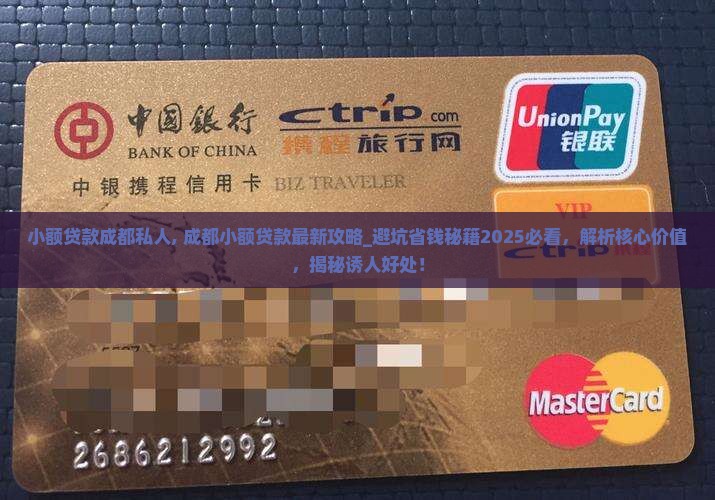 中國銀行
BANK OF CHINA
ctrip.com
携程旅行网
UnionPay
银联
中银携程信用卡 BIZ TRAVELER
VIP
小额贷款成都私人, 成都小额贷款最新攻略_避坑省钱秘籍2025必看，解析核心价值
，揭秘诱人好处！
MasterCard
2686212992